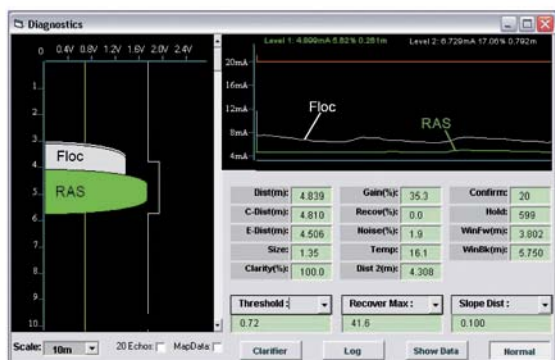 Diagnostics
0 0.4V 0.8V 1.2V 1.6V 2.0V 2.4V
1.
2.
3.
4.
5.
6.
7.
8.
9.
10.
Floc
RAS
Level 1: 4.899mA 5.82% 0.261m Level 2: 6.729mA 17.06% 0.792m
20mA
16mA
12mA
8mA
4mA
Floc
RAS
Dist(m): 4.839 Gain(%): 35.3 Confirm: 20
C-Dist(m): 4.810 Recov(%): 0.0 Hold: 599
E-Dist(m): 4.506 Noise(%): 1.9 WinFw(m): 3.802
Size: 1.35 Temp: 16.1 WinBk(m): 5.750
Clarity(%): 100.0 Dist 2(m): 4.308
Threshold : Recover Max : Slope Dist :
0.72 41.6 0.100
Scale: 10m 20 Echos: MapData: Clarifier Log Show Data Normal